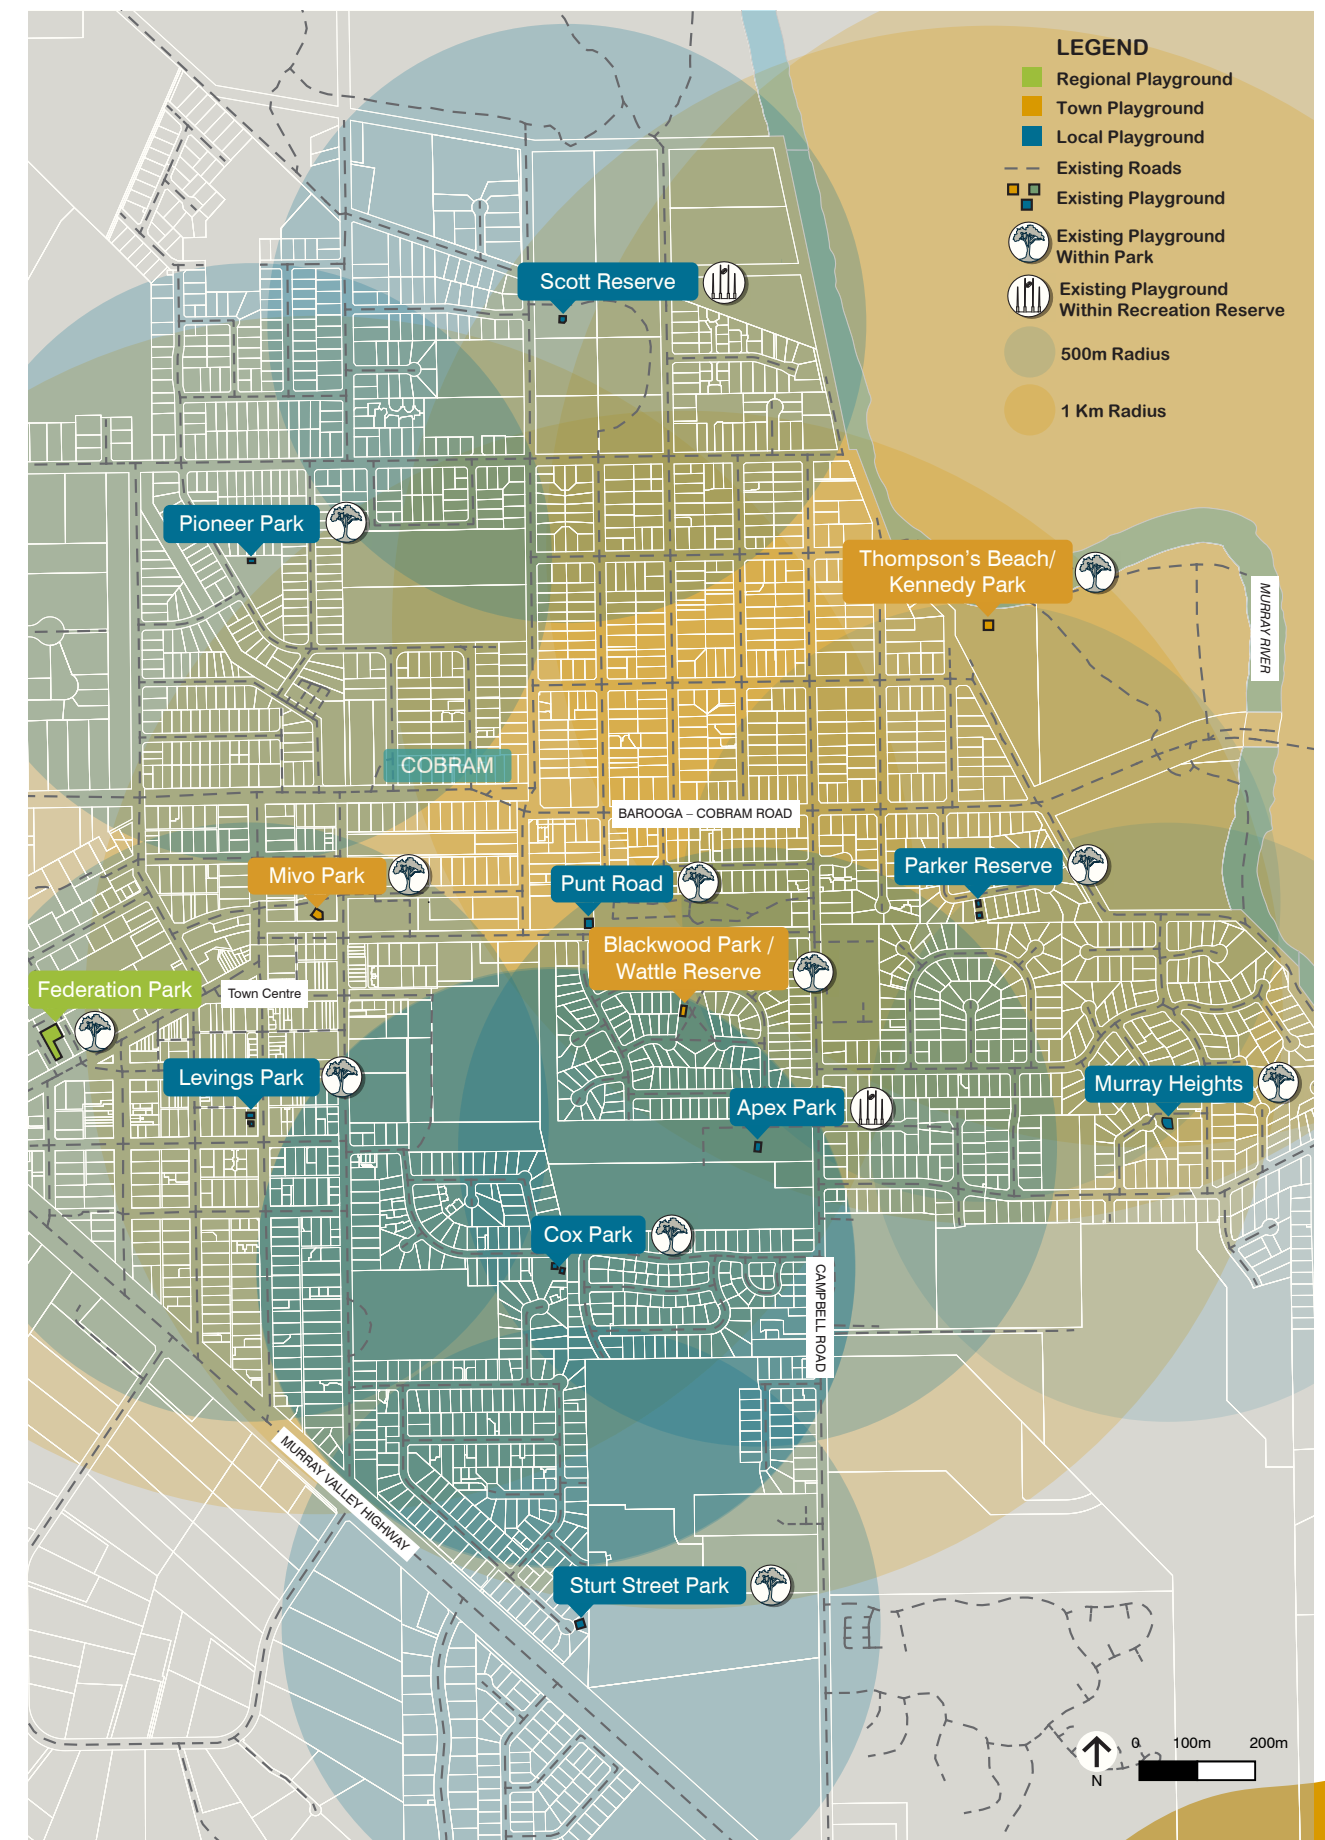 LEGEND
Regional Playground
Town Playground
Local Playground
Existing Roads
Existing Playground
Existing Playground
Within Park
Existing Playground
Within Recreation Reserve
500m Radius
1 Km Radius
Scott Reserve
Pioneer Park
Thompson's Beach/
Kennedy Park
MURRAY RIVER
COBRAM
BAROOGA – COBRAM ROAD
Mivo Park
Punt Road
Parker Reserve
Blackwood Park /
Wattle Reserve
Federation Park
Town Centre
Levings Park
Murray Heights
Apex Park
Cox Park
CAMPBELL ROAD
MURRAY VALLEY HIGHWAY
Sturt Street Park
0 100m 200m
N